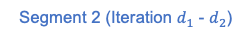 Segment 2 (Iteration d₁ - d₂)